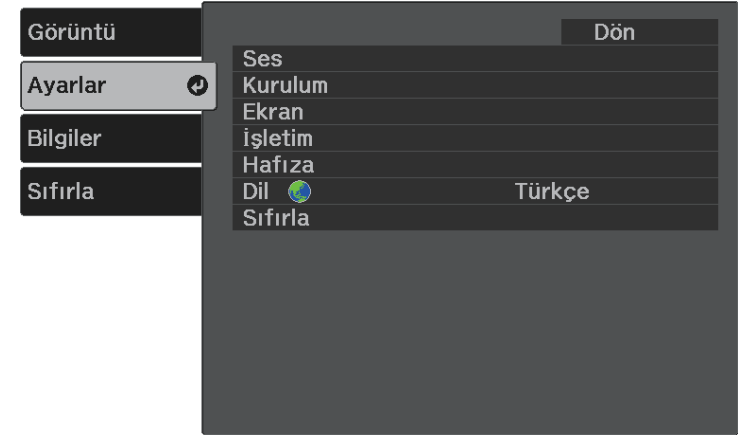 Görüntü
Ayarlar
Bilgiler
Sıfırla
Dön
Ses
Kurulum
Ekran
İşletim
Hafıza
Dil Türkçe
Sıfırla